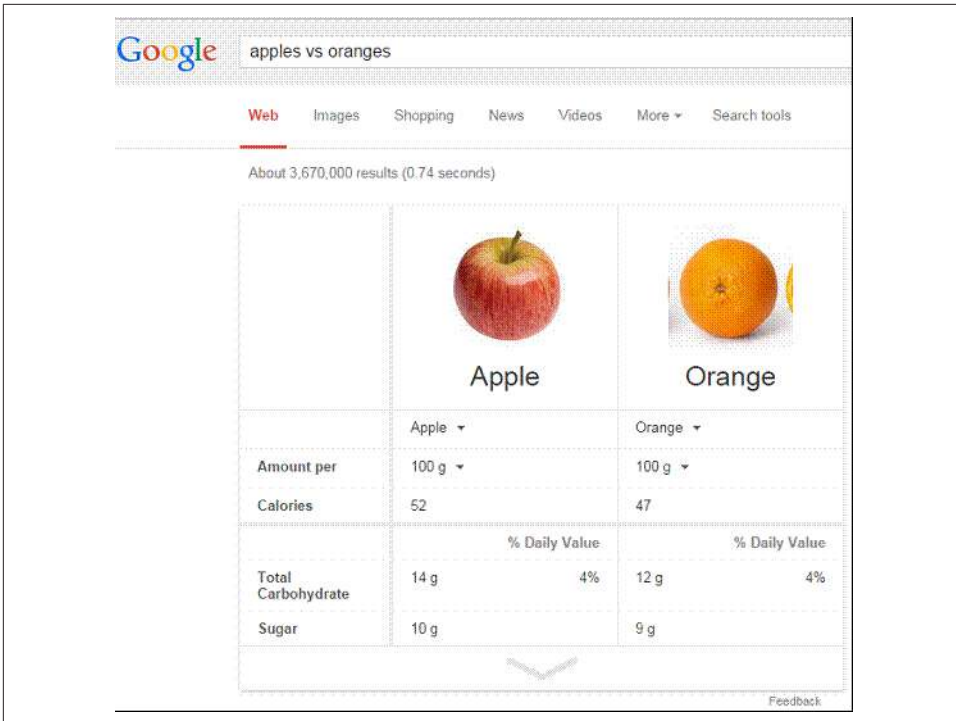 Google apples vs oranges
Web Images Shopping News Videos More Search tools
About 3,670,000 results (0.74 seconds)
Apple Orange
Apple Orange
Amount per 100 g 100 g
Calories 52 47
% Daily Value % Daily Value
Total Carbohydrate 14 g 4% 12 g 4%
Sugar 10 g 9 g
Feedback